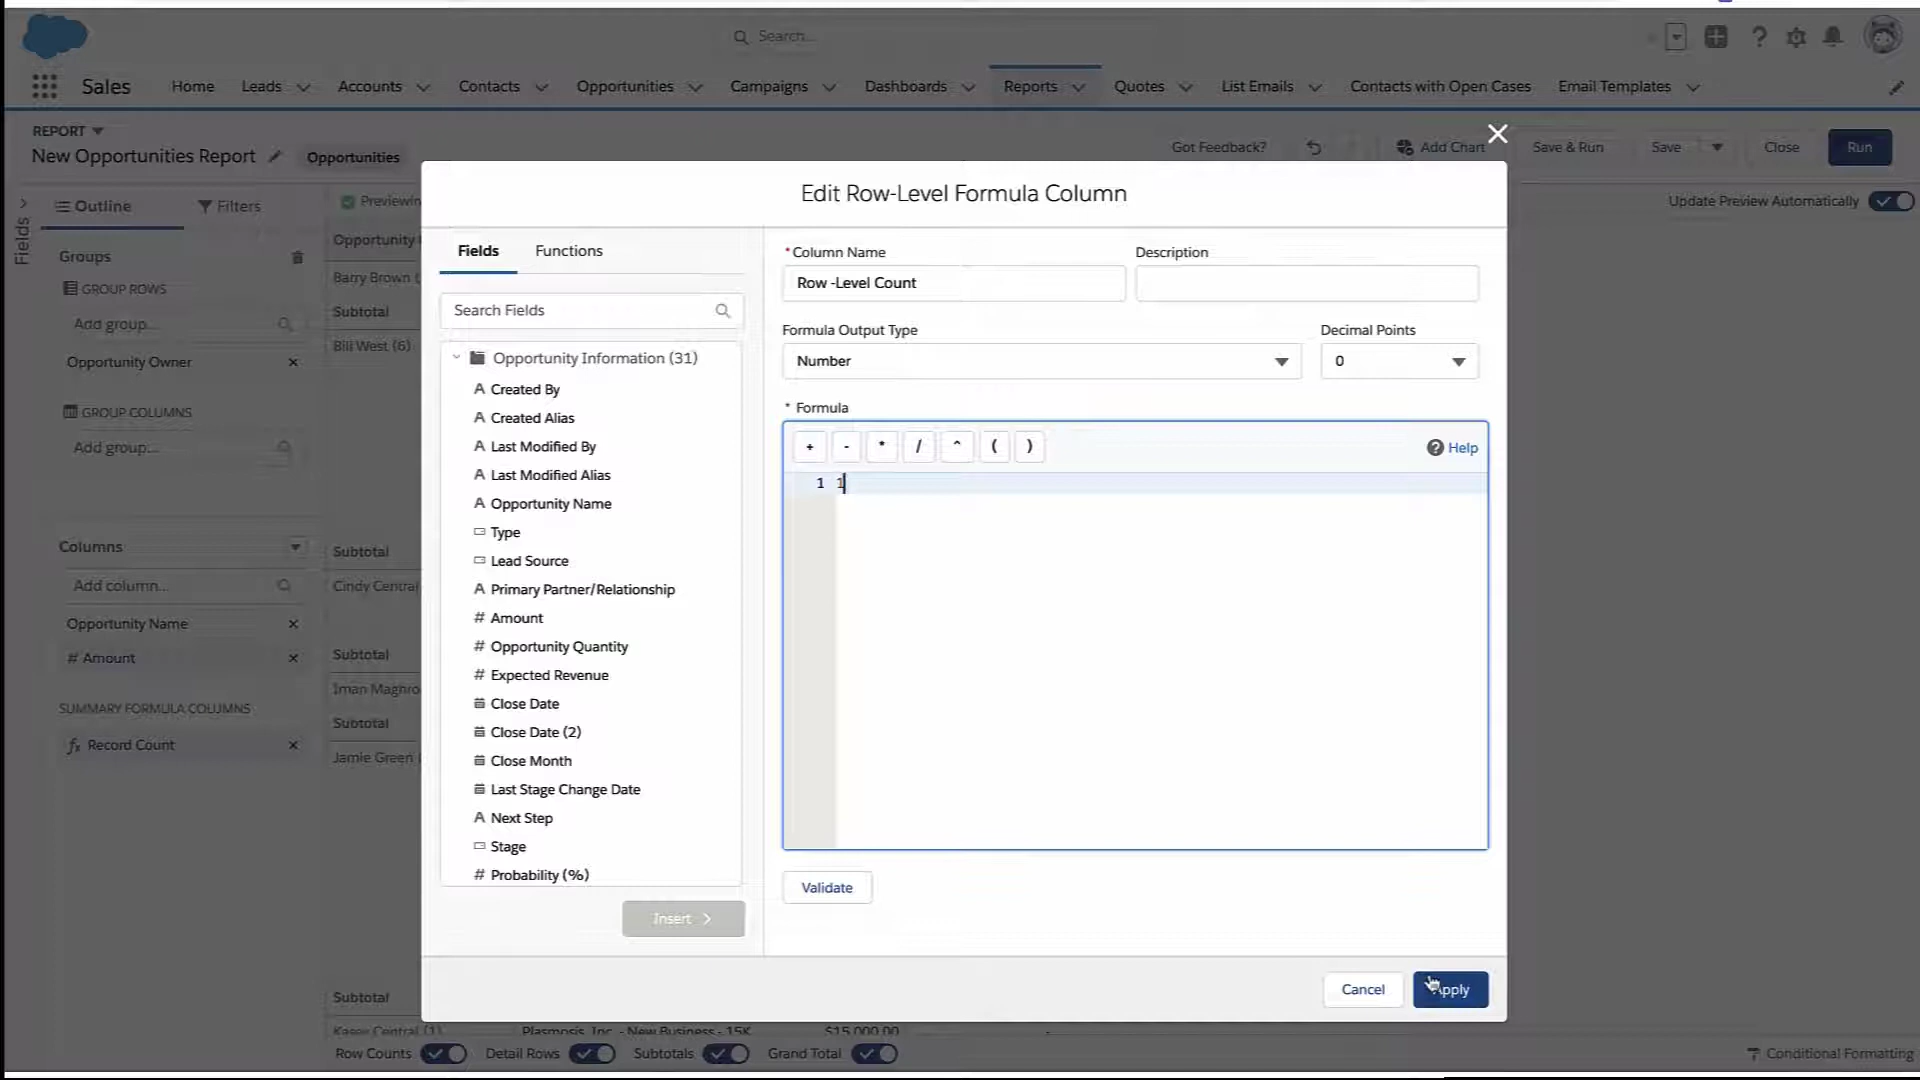 Search...
Sales
Home
Leads
Accounts
Contacts
Opportunities
Campaigns
Dashboards
Reports
Quotes
List Emails
Contacts with Open Cases
Email Templates
REPORT
New Opportunities Report
Opportunities
Got Feedback?
Add Chart
Save & Run
Save
Close
Run
Fields
Outline
Filters
Previewin
Update Preview Automatically
Groups
GROUP ROWS
Add group...
Opportunity Owner
GROUP COLUMNS
Add group...
Columns
Add column...
Opportunity Name
# Amount
SUMMARY FORMULA COLUMNS
fx Record Count
Opportunity
Barry Brown (
Subtotal
Bill West (6)
Subtotal
Cindy Central
Subtotal
Iman Maghro
Subtotal
Jamie Green
Subtotal
Kasey Central (1)
Plasmosis, Inc. - New Business - 15K
$15,000.00
Edit Row-Level Formula Column
Fields
Functions
Search Fields
Opportunity Information (31)
A Created By
A Created Alias
A Last Modified By
A Last Modified Alias
A Opportunity Name
Type
Lead Source
A Primary Partner/Relationship
# Amount
# Opportunity Quantity
# Expected Revenue
Close Date
Close Date (2)
Close Month
Last Stage Change Date
A Next Step
Stage
# Probability (%)
Insert >
* Column Name
Row -Level Count
Description
Formula Output Type
Number
Decimal Points
0
* Formula
+ - * / ^ ( )
Help
1 1
Validate
Cancel
Apply
Row Counts
Detail Rows
Subtotals
Grand Total
Conditional Formatting